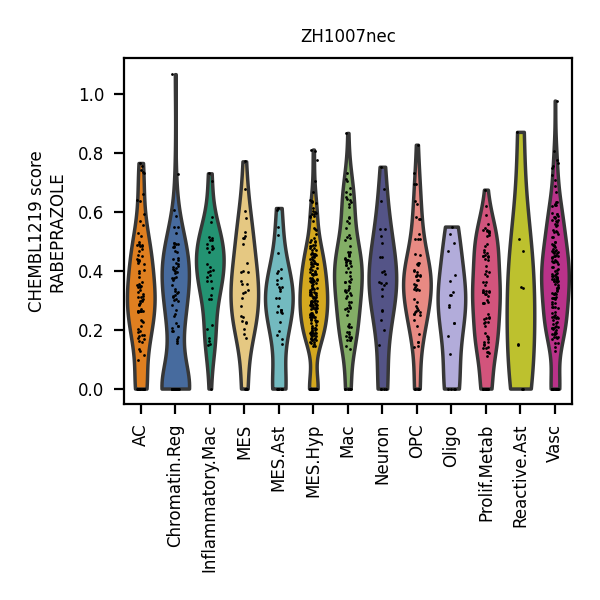 ZH1007nec
CHEMBL1219 score
RABEPRAZOLE
1.0
0.8
0.6
0.4
0.2
0.0
AC
Chromatin.Reg
Inflammatory.Mac
MES
MES.Ast
MES.Hyp
Mac
Neuron
OPC
Oligo
Prolif.Metab
Reactive.Ast
Vasc